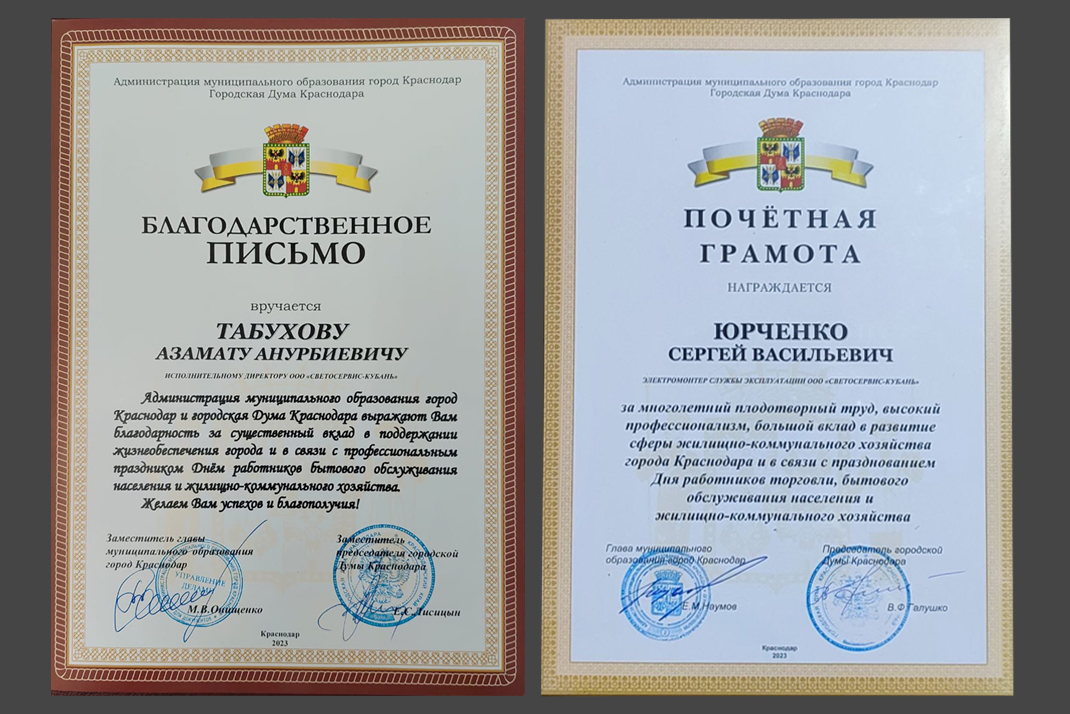 Администрация муниципального образования город Краснодар
Городская Дума Краснодара
БЛАГОДАРСТВЕННОЕ
ПИСЬМО
вручается
ТАБУХОВУ
АЗАМАТУ АНУРБИЕВИЧУ
ИСПОЛНИТЕЛЬНОМУ ДИРЕКТОРУ ООО «СВЕТОСЕРВИС-КУБАНЬ»
Администрация муниципального образования город
Краснодар и городская Дума Краснодара выражают Вам
благодарность за существенный вклад в поддержании
жизнеобеспечения города и в связи с профессиональным
праздником Днём работников бытового обслуживания
населения и жилищно-коммунального хозяйства.
Желаем Вам успехов и благополучия!
Заместитель главы
муниципального образования
город Краснодар
УПРАВЛЕНИЕ
М.В.Онищенко
Заместитель
председателя городской
Думы Краснодара
Е.С.Лисицын
Краснодар
2023
Администрация муниципального образования город Краснодар
Городская Дума Краснодара
ПОЧЁТНАЯ
ГРАМОТА
НАГРАЖДАЕТСЯ
ЮРЧЕНКО
СЕРГЕЙ ВАСИЛЬЕВИЧ
ЭЛЕКТРОМОНТЕР СЛУЖБЫ ЭКСПЛУАТАЦИИ ООО «СВЕТОСЕРВИС-КУБАНЬ»
за многолетний плодотворный труд, высокий
профессионализм, большой вклад в развитие
сферы жилищно-коммунального хозяйства
города Краснодара и в связи с празднованием
Дня работников торговли, бытового
обслуживания населения и
жилищно-коммунального хозяйства
Глава муниципального
образования город Краснодар
Е.М.Наумов
Председатель городской
Думы Краснодара
В.Ф.Галушко
Краснодар
2023